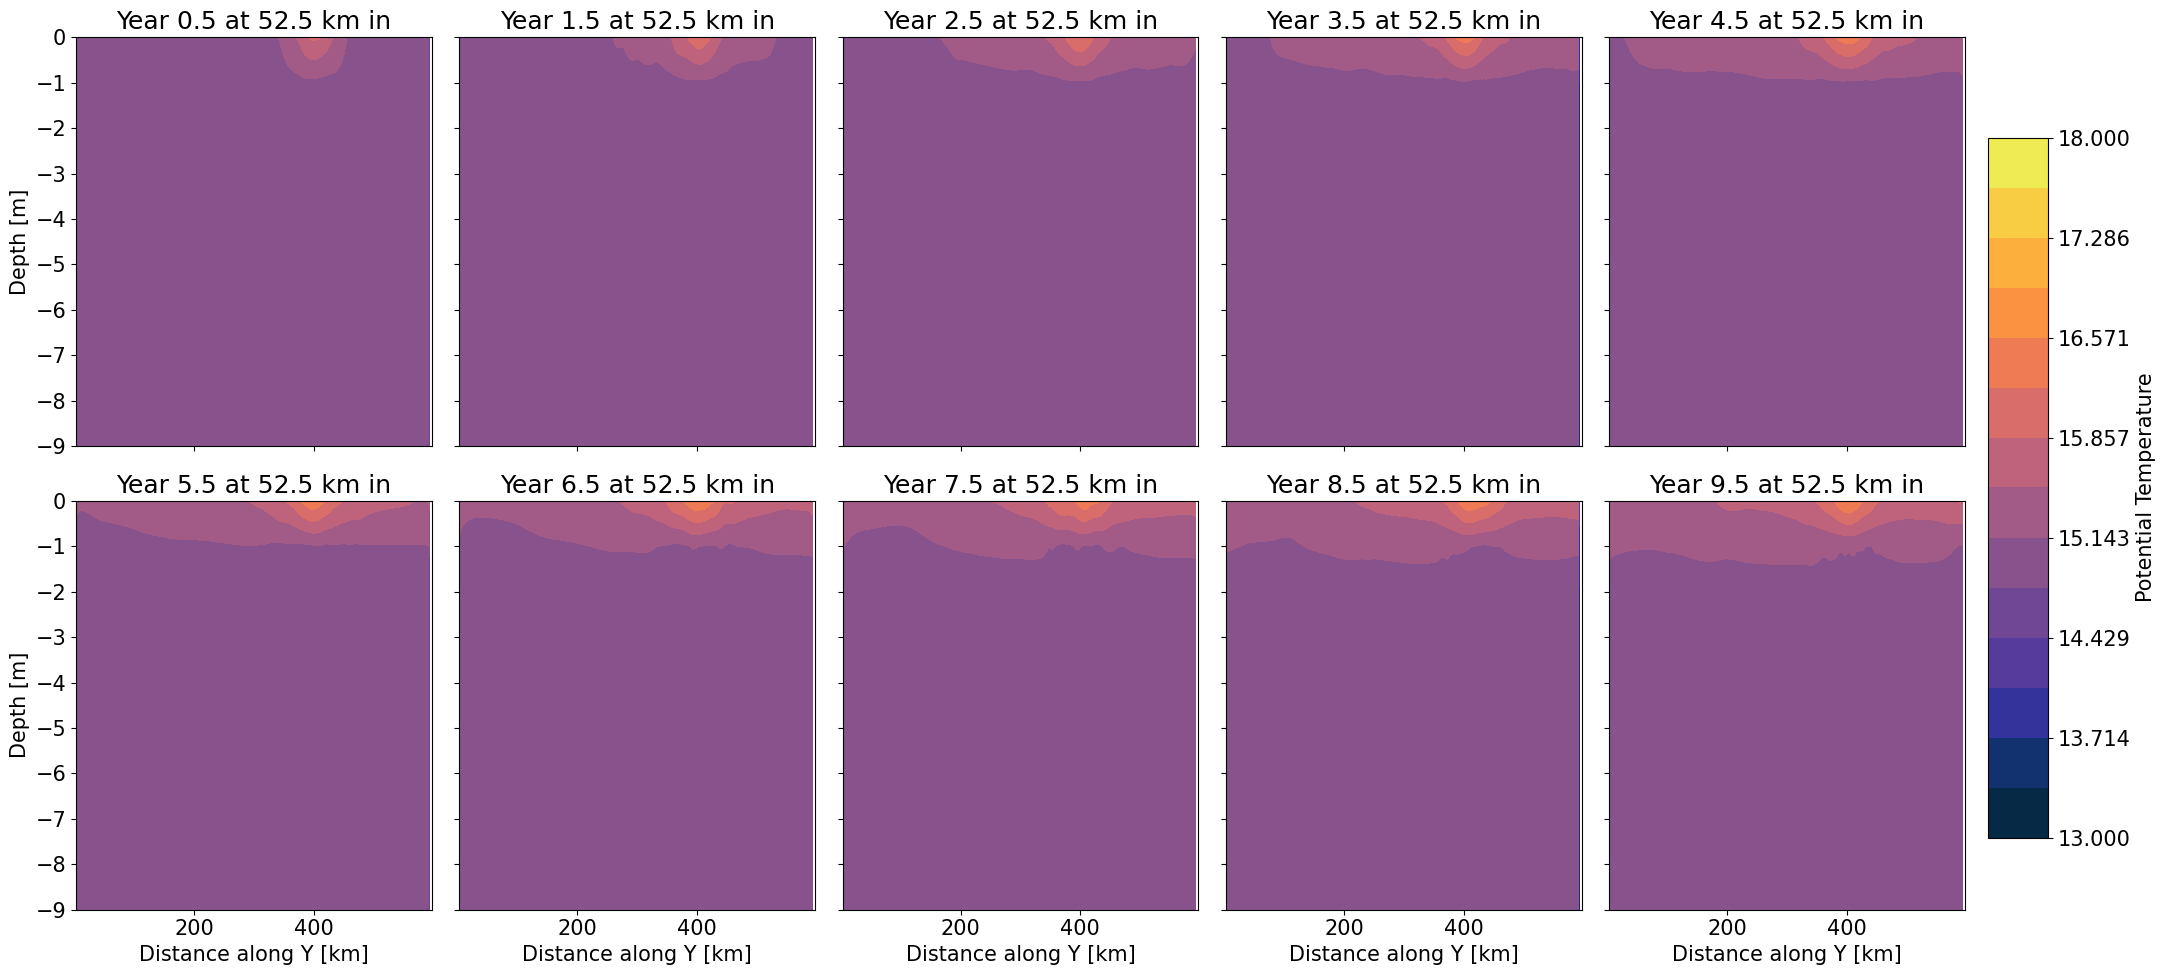 Year 0.5 at 52.5 km in
Year 1.5 at 52.5 km in
Year 2.5 at 52.5 km in
Year 3.5 at 52.5 km in
Year 4.5 at 52.5 km in
0
−1
−2
−3
−4
−5
−6
−7
−8
−9
Depth [m]
Year 5.5 at 52.5 km in
Year 6.5 at 52.5 km in
Year 7.5 at 52.5 km in
Year 8.5 at 52.5 km in
Year 9.5 at 52.5 km in
0
−1
−2
−3
−4
−5
−6
−7
−8
−9
Depth [m]
200 400
200 400
200 400
200 400
200 400
Distance along Y [km]
Distance along Y [km]
Distance along Y [km]
Distance along Y [km]
Distance along Y [km]
18.000
17.286
16.571
15.857
15.143
14.429
13.714
13.000
Potential Temperature